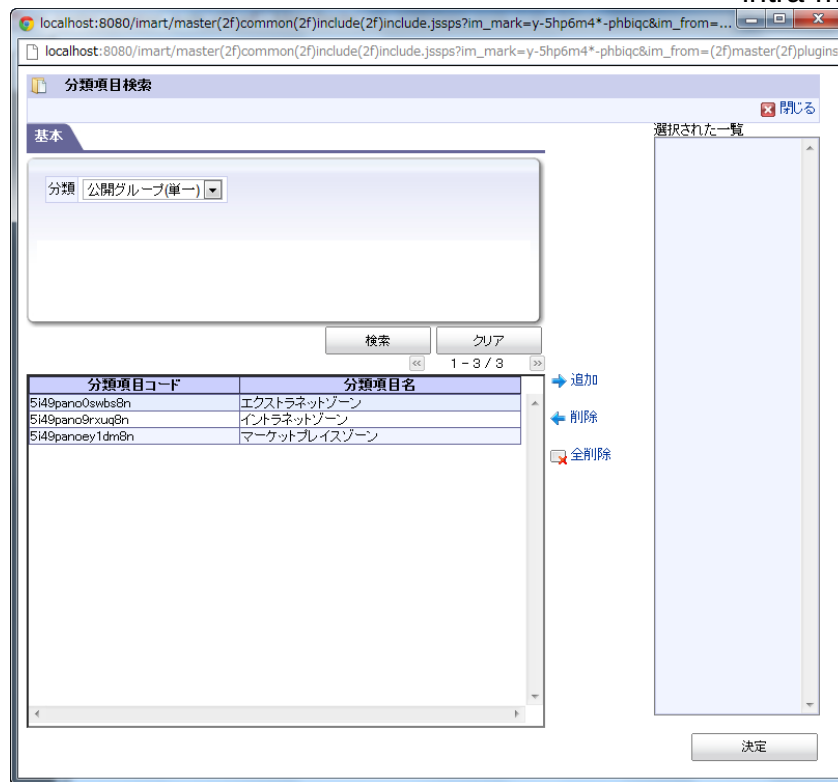 localhost:8080/imart/master(2f)common(2f)include(2f)include.jssps?im_mark=y-5hp6m4*-phbiqc&im_from=...
localhost:8080/imart/master(2f)common(2f)include(2f)include.jssps?im_mark=y-5hp6m4*-phbiqc&im_from=(2f)master(2f)plugins
分類項目検索
閉じる
基本
選択された一覧
分類 公開グループ(単一)
検索 クリア
<< 1-3/3 >>
分類項目コード 分類項目名
5i49pano0swbs8n エクストラネットゾーン
5i49pano9rxuq8n イントラネットゾーン
5i49panoey1dm8n マーケットプレイスゾーン
追加
削除
全削除
決定